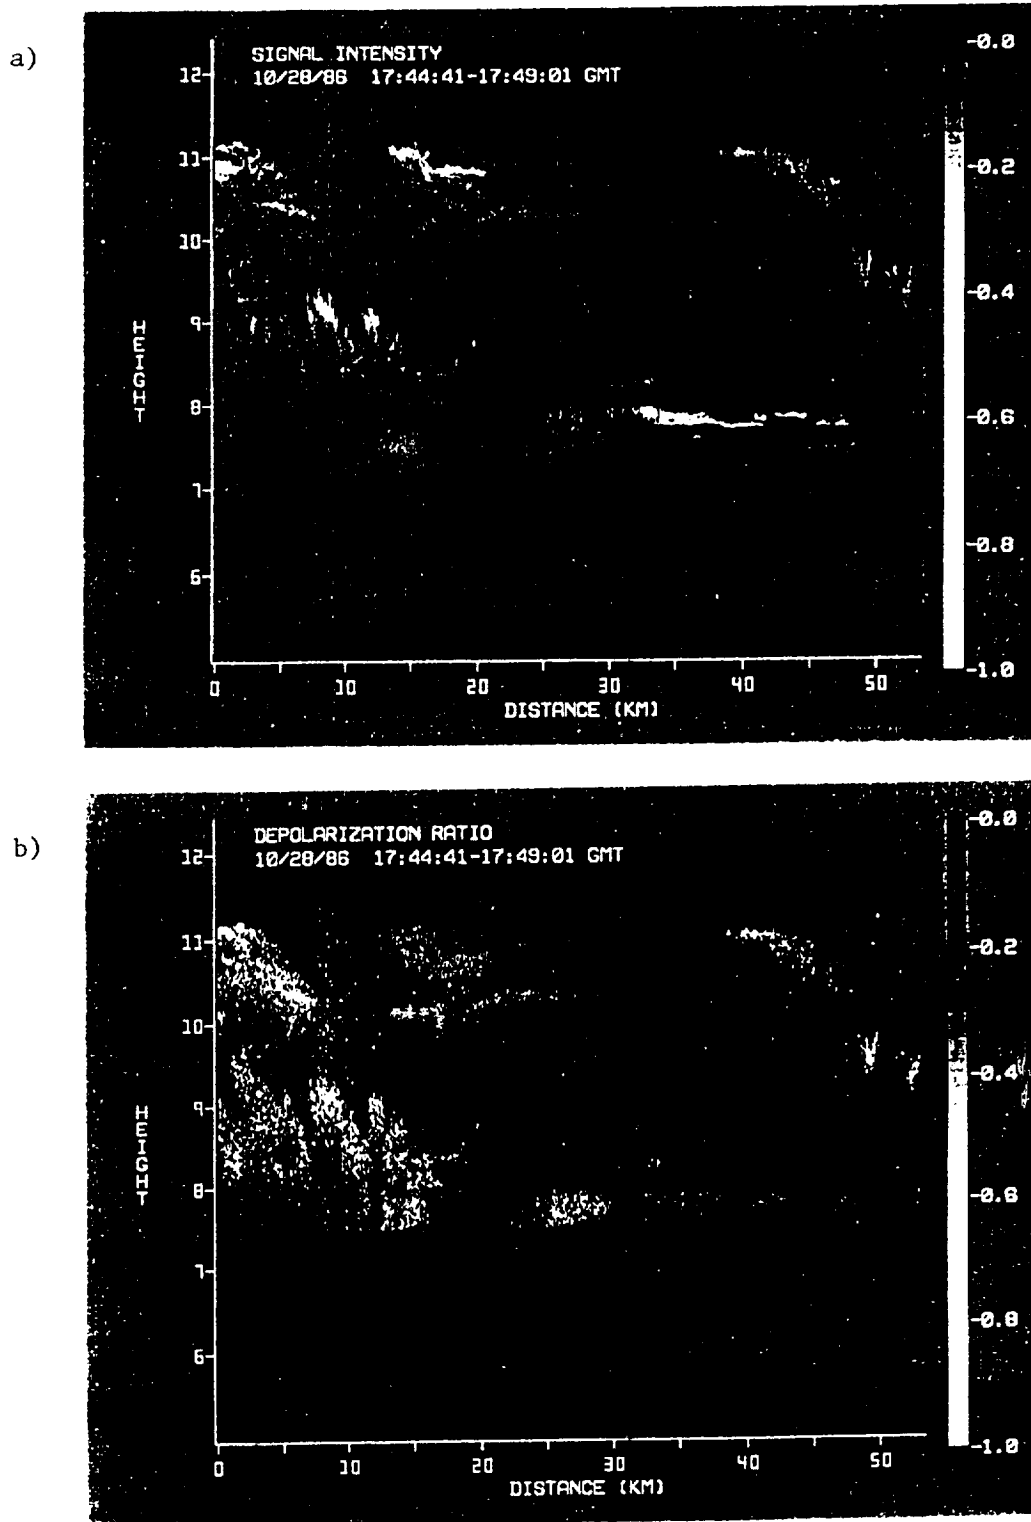 a)
SIGNAL INTENSITY
10/28/86 17:44:41-17:49:01 GMT
12
11
10
9
8
7
6
HEIGHT
0 10 20 30 40 50
DISTANCE (KM)
-0.0
-0.2
-0.4
-0.6
-0.8
-1.0
b)
DEPOLARIZATION RATIO
10/28/86 17:44:41-17:49:01 GMT
12
11
10
9
8
7
6
HEIGHT
0 10 20 30 40 50
DISTANCE (KM)
-0.0
-0.2
-0.4
-0.6
-0.8
-1.0